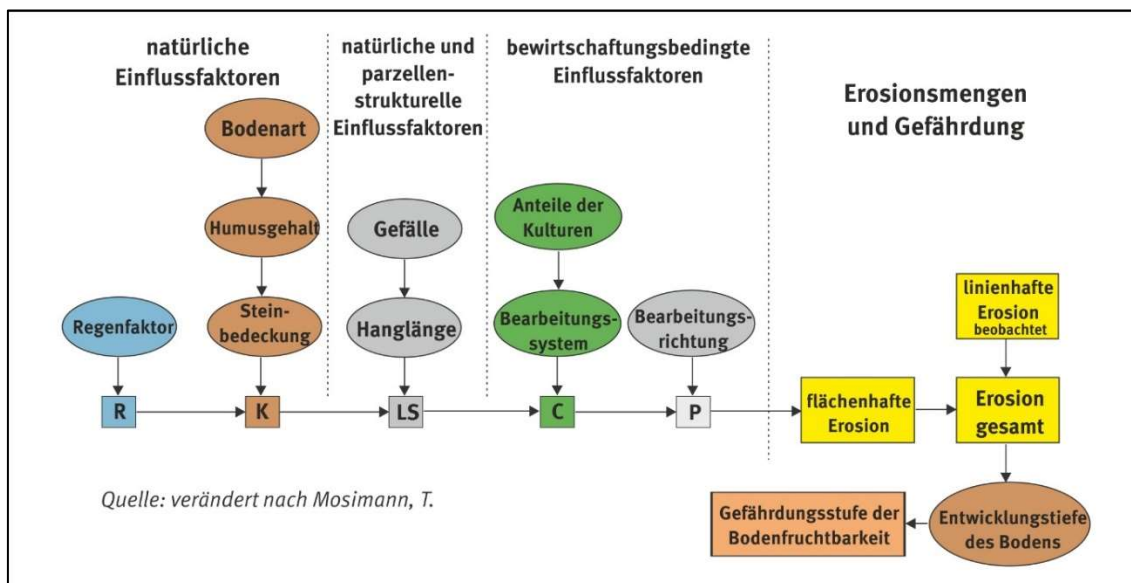 natürliche
Einflussfaktoren
natürliche und
parzellen-
strukturelle
Einflussfaktoren
bewirtschaftungsbedingte
Einflussfaktoren
Erosionsmengen
und Gefährdung
Bodenart
Humusgehalt
Stein-
bedeckung
Regenfaktor
Gefälle
Hanglänge
Anteile der
Kulturen
Bearbeitungs-
system
Bearbeitungs-
richtung
linienhafte
Erosion
beobachtet
R
K
LS
C
P
flächenhafte
Erosion
Erosion
gesamt
Quelle: verändert nach Mosimann, T.
Gefährdungsstufe der
Bodenfruchtbarkeit
Entwicklungstiefe
des Bodens